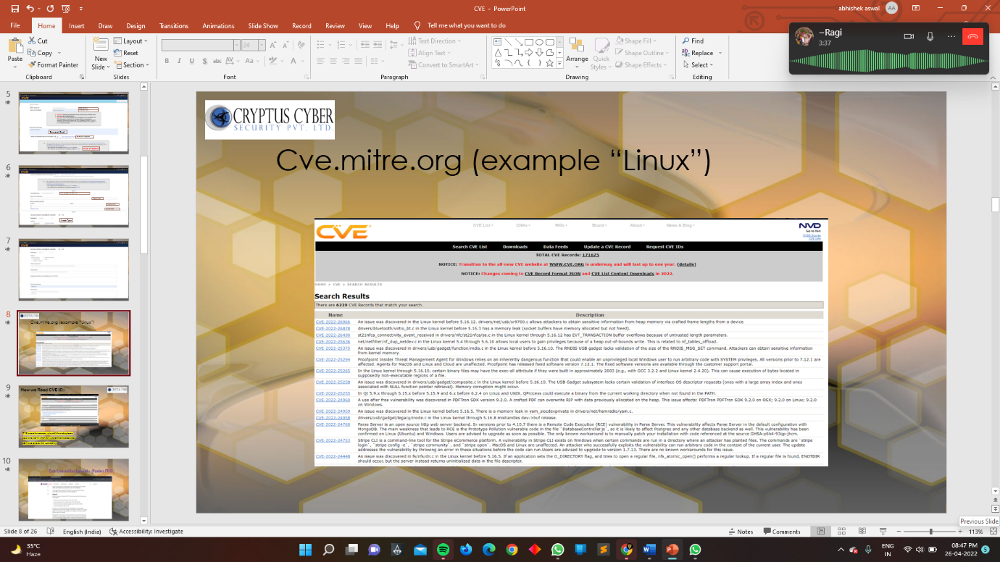 CVE - PowerPoint
abhishek aswal
AA
File Home Insert Draw Design Transitions Animations Slide Show Record Review View Help Tell me what you want to do
~Ragi
3:37
Paste
Cut
Copy
Format Painter
Clipboard
New
Slide
Layout
Reset
Section
Slides
24
B I U S abc AV Aa A
Font
Text Direction
Align Text
Convert to SmartArt
Paragraph
Arrange
Quick
Styles
Shape Fill
Shape Outline
Shape Effects
Drawing
Find
Replace
Select
Editing
5
6
7
8
Cve.mitre.org (example "Linux")
9
How we Read CVE ID:-
10
CRYPTUS CYBER
SECURITY PVT. LTD.
Cve.mitre.org (example “Linux”)
CVE
CVE List CNAs WGs Board About News & Blog
NVD
Go to for:
CVSS Scores
CPE Info
Search CVE List Downloads Data Feeds Update a CVE Record Request CVE IDs
TOTAL CVE Records: 171675
NOTICE: Transition to the all-new CVE website at WWW.CVE.ORG is underway and will last up to one year. (details)
NOTICE: Changes coming to CVE Record Format JSON and CVE List Content Downloads in 2022.
HOME > CVE > SEARCH RESULTS
Search Results
There are 6229 CVE Records that match your search.
Name Description
CVE-2022-26966 An issue was discovered in the Linux kernel before 5.16.12. drivers/net/usb/sr9700.c allows attackers to obtain sensitive information from heap memory via crafted frame lengths from a device.
CVE-2022-26878 drivers/bluetooth/virtio_bt.c in the Linux kernel before 5.16.3 has a memory leak (socket buffers have memory allocated but not freed).
CVE-2022-26490 st21nfca_connectivity_event_received in drivers/nfc/st21nfca/se.c in the Linux kernel through 5.16.12 has EVT_TRANSACTION buffer overflows because of untrusted length parameters.
CVE-2022-25636 net/netfilter/nf_dup_netdev.c in the Linux kernel 5.4 through 5.6.10 allows local users to gain privileges because of a heap out-of-bounds write. This is related to nf_tables_offload.
CVE-2022-25375 An issue was discovered in drivers/usb/gadget/function/rndis.c in the Linux kernel before 5.16.10. The RNDIS USB gadget lacks validation of the size of the RNDIS_MSG_SET command. Attackers can obtain sensitive information
from kernel memory.
CVE-2022-25294 Proofpoint Insider Threat Management Agent for Windows relies on an inherently dangerous function that could enable an unprivileged local Windows user to run arbitrary code with SYSTEM privileges. All versions prior to 7.12.1 are
affected. Agents for MacOS and Linux and Cloud are unaffected. Proofpoint has released fixed software version 7.12.1. The fixed software versions are available through the customer support portal.
CVE-2022-25265 In the Linux kernel through 5.16.10, certain binary files may have the exec-all attribute if they were built in approximately 2003 (e.g., with GCC 3.2.2 and Linux kernel 2.4.20). This can cause execution of bytes located in
supposedly non-executable regions of a file.
CVE-2022-25258 An issue was discovered in drivers/usb/gadget/composite.c in the Linux kernel before 5.16.10. The USB Gadget subsystem lacks certain validation of interface OS descriptor requests (ones with a large array index and ones
associated with NULL function pointer retrieval). Memory corruption might occur.
CVE-2022-25255 In Qt 5.9.x through 5.15.x before 5.15.9 and 6.x before 6.2.4 on Linux and UNIX, QProcess could execute a binary from the current working directory when not found in the PATH.
CVE-2022-24960 A use after free vulnerability was discovered in PDFTron SDK version 9.2.0. A crafted PDF can overwrite RIP with data previously allocated on the heap. This issue affects: PDFTron PDFTron SDK 9.2.0 on OSX; 9.2.0 on Linux; 9.2.0
on Windows.
CVE-2022-24959 An issue was discovered in the Linux kernel before 5.16.5. There is a memory leak in yam_siocdevprivate in drivers/net/hamradio/yam.c.
CVE-2022-24958 drivers/usb/gadget/legacy/inode.c in the Linux kernel through 5.16.8 mishandles dev->buf release.
CVE-2022-24760 Parse Server is an open source http web server backend. In versions prior to 4.10.7 there is a Remote Code Execution (RCE) vulnerability in Parse Server. This vulnerability affects Parse Server in the default configuration with
MongoDB. The main weakness that leads to RCE is the Prototype Pollution vulnerable code in the file `DatabaseController.js`, so it is likely to affect Postgres and any other database backend as well. This vulnerability has been
confirmed on Linux (Ubuntu) and Windows. Users are advised to upgrade as soon as possible. The only known workaround is to manually patch your installation with code referenced at the source GHSA-p6h4-93qp-jhcm.
CVE-2022-24753 Stripe CLI is a command-line tool for the Stripe eCommerce platform. A vulnerability in Stripe CLI exists on Windows when certain commands are run in a directory where an attacker has planted files. The commands are `stripe
login`, `stripe config -e`, `stripe community`, and `stripe open`. MacOS and Linux are unaffected. An attacker who successfully exploits the vulnerability can run arbitrary code in the context of the current user. The update
addresses the vulnerability by throwing an error in these situations before the code can run.Users are advised to upgrade to version 1.7.13. There are no known workarounds for this issue.
CVE-2022-24448 An issue was discovered in fs/nfs/dir.c in the Linux kernel before 5.16.5. If an application sets the O_DIRECTORY flag, and tries to open a regular file, nfs_atomic_open() performs a regular lookup. If a regular file is found, ENOTDIR
should occur, but the server instead returns uninitialized data in the file descriptor.
Previous Slide
Slide 8 of 26 English (India) Accessibility: Investigate Notes Comments 113%
35°C
Haze
ENG
IN
08:47 PM
26-04-2022
5